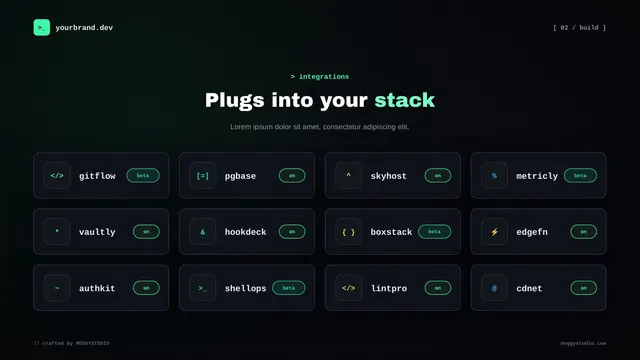 >_ yourbrand.dev
[ 02 / build ]
> integrations
Plugs into your stack
Lorem ipsum dolor sit amet, consectetur adipiscing elit.
</> gitflow beta
[=] pgbase on
^ skyhost on
% metricly beta
* vaultly on
& hookdeck on
{ } boxstack beta
⚡ edgefn on
~ authkit on
>_ shellops beta
</> lintpro on
@ cdnet on
// crafted by MEGGYSTUDIO
meggystudio.com